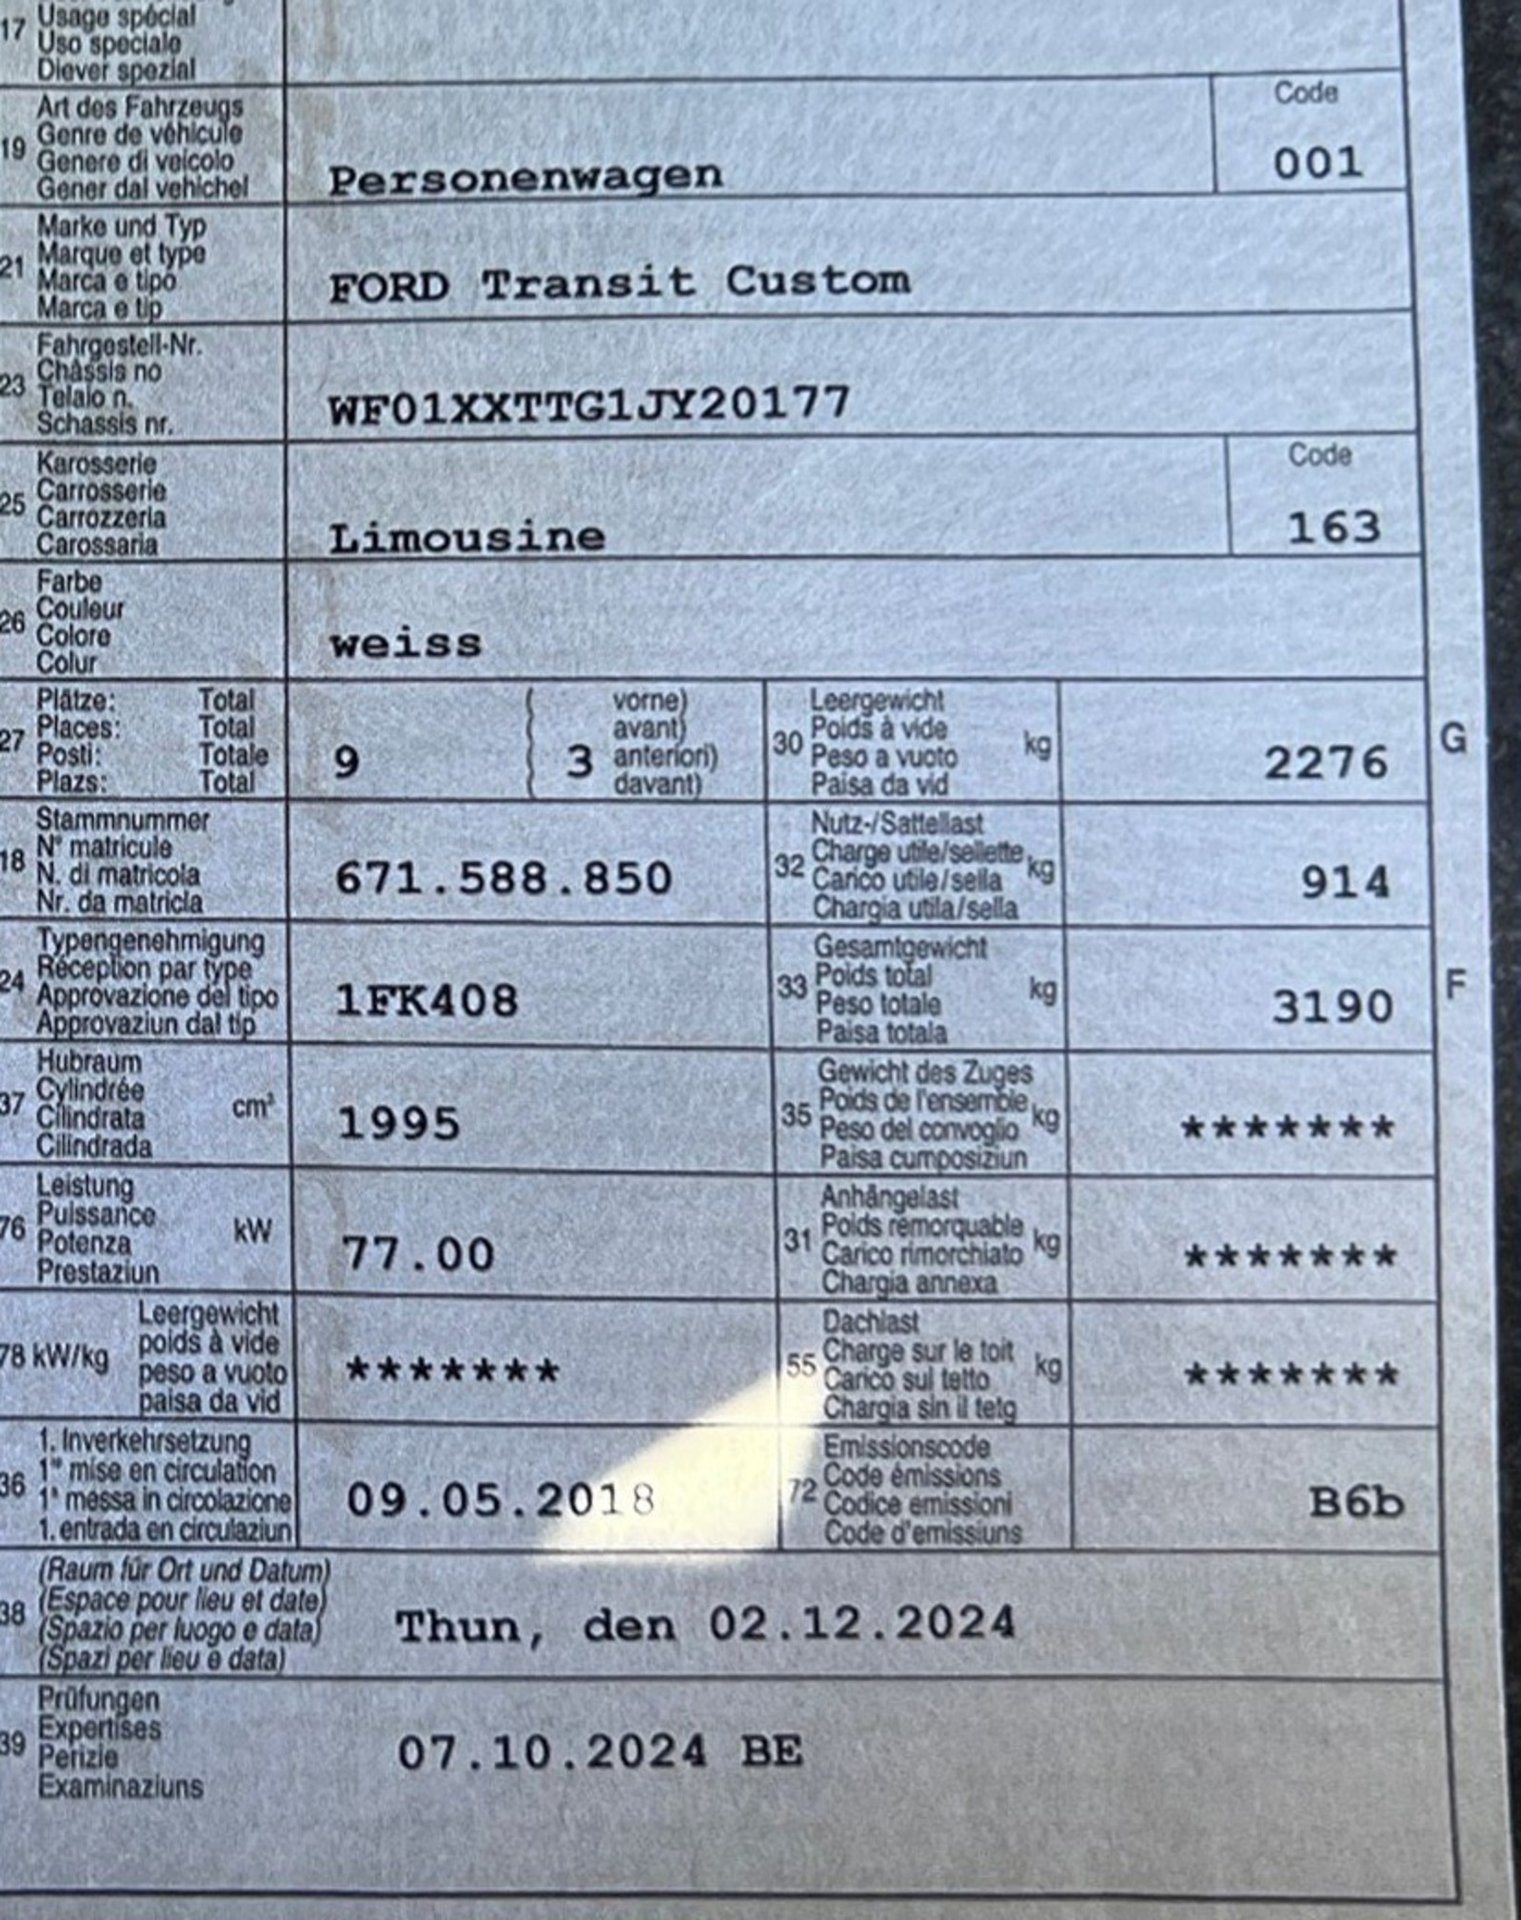 17 Usage spécial
Uso speciale
Diever spezial
Art des Fahrzeugs Code
19 Genre de véhicule
Genere di veicolo
Gener dal vehichel Personenwagen 001
Marke und Typ
21 Marque et type
Marca e tipo
Marca e tip FORD Transit Custom
Fahrgestell-Nr.
23 Châssis no
Telaio n.
Schassis nr. WF01XXTTG1JY20177
Karosserie Code
25 Carrosserie
Carrozzeria
Carossaria Limousine 163
Farbe
26 Couleur
Colore
Colur weiss
27 Plätze: Total
Places: Total
Posti: Totale
Plazs: Total
9 ( 3 vorne)
avant)
anteriori)
davant)
30 Leergewicht
Poids à vide
Peso a vuoto
Paisa da vid
kg 2276 G
18 Stammnummer
N° matricule
N. di matricola
Nr. da matricla
671.588.850
32 Nutz-/Sattellast
Charge utile/sellette
Carico utile/sella
Chargia utila/sella
kg 914
24 Typengenehmigung
Réception par type
Approvazione del tipo
Approvaziun dal tip
1FK408
33 Gesamtgewicht
Poids total
Peso totale
Paisa totala
kg 3190 F
37 Hubraum
Cylindrée
Cilindrata
Cilindrada
cm³ 1995
35 Gewicht des Zuges
Poids de l'ensemble
Peso del convoglio
Paisa cumposiziun
kg *******
76 Leistung
Puissance
Potenza
Prestaziun
kW 77.00
31 Anhängelast
Poids remorquable
Carico rimorchiato
Chargia annexa
kg *******
78 kW/kg Leergewicht
poids à vide
peso a vuoto
paisa da vid
*******
55 Dachlast
Charge sur le toit
Carico sul tetto
Chargia sin il tetg
kg *******
36 1. Inverkehrsetzung
1re mise en circulation
1a messa in circolazione
1. entrada en circulaziun
09.05.2018
72 Emissionscode
Code émissions
Codice emissioni
Code d'emissiuns
B6b
38 (Raum für Ort und Datum)
(Espace pour lieu et date)
(Spazio per luogo e data)
(Spazi per lieu e data)
Thun, den 02.12.2024
39 Prüfungen
Expertises
Perizie
Examinaziuns
07.10.2024 BE